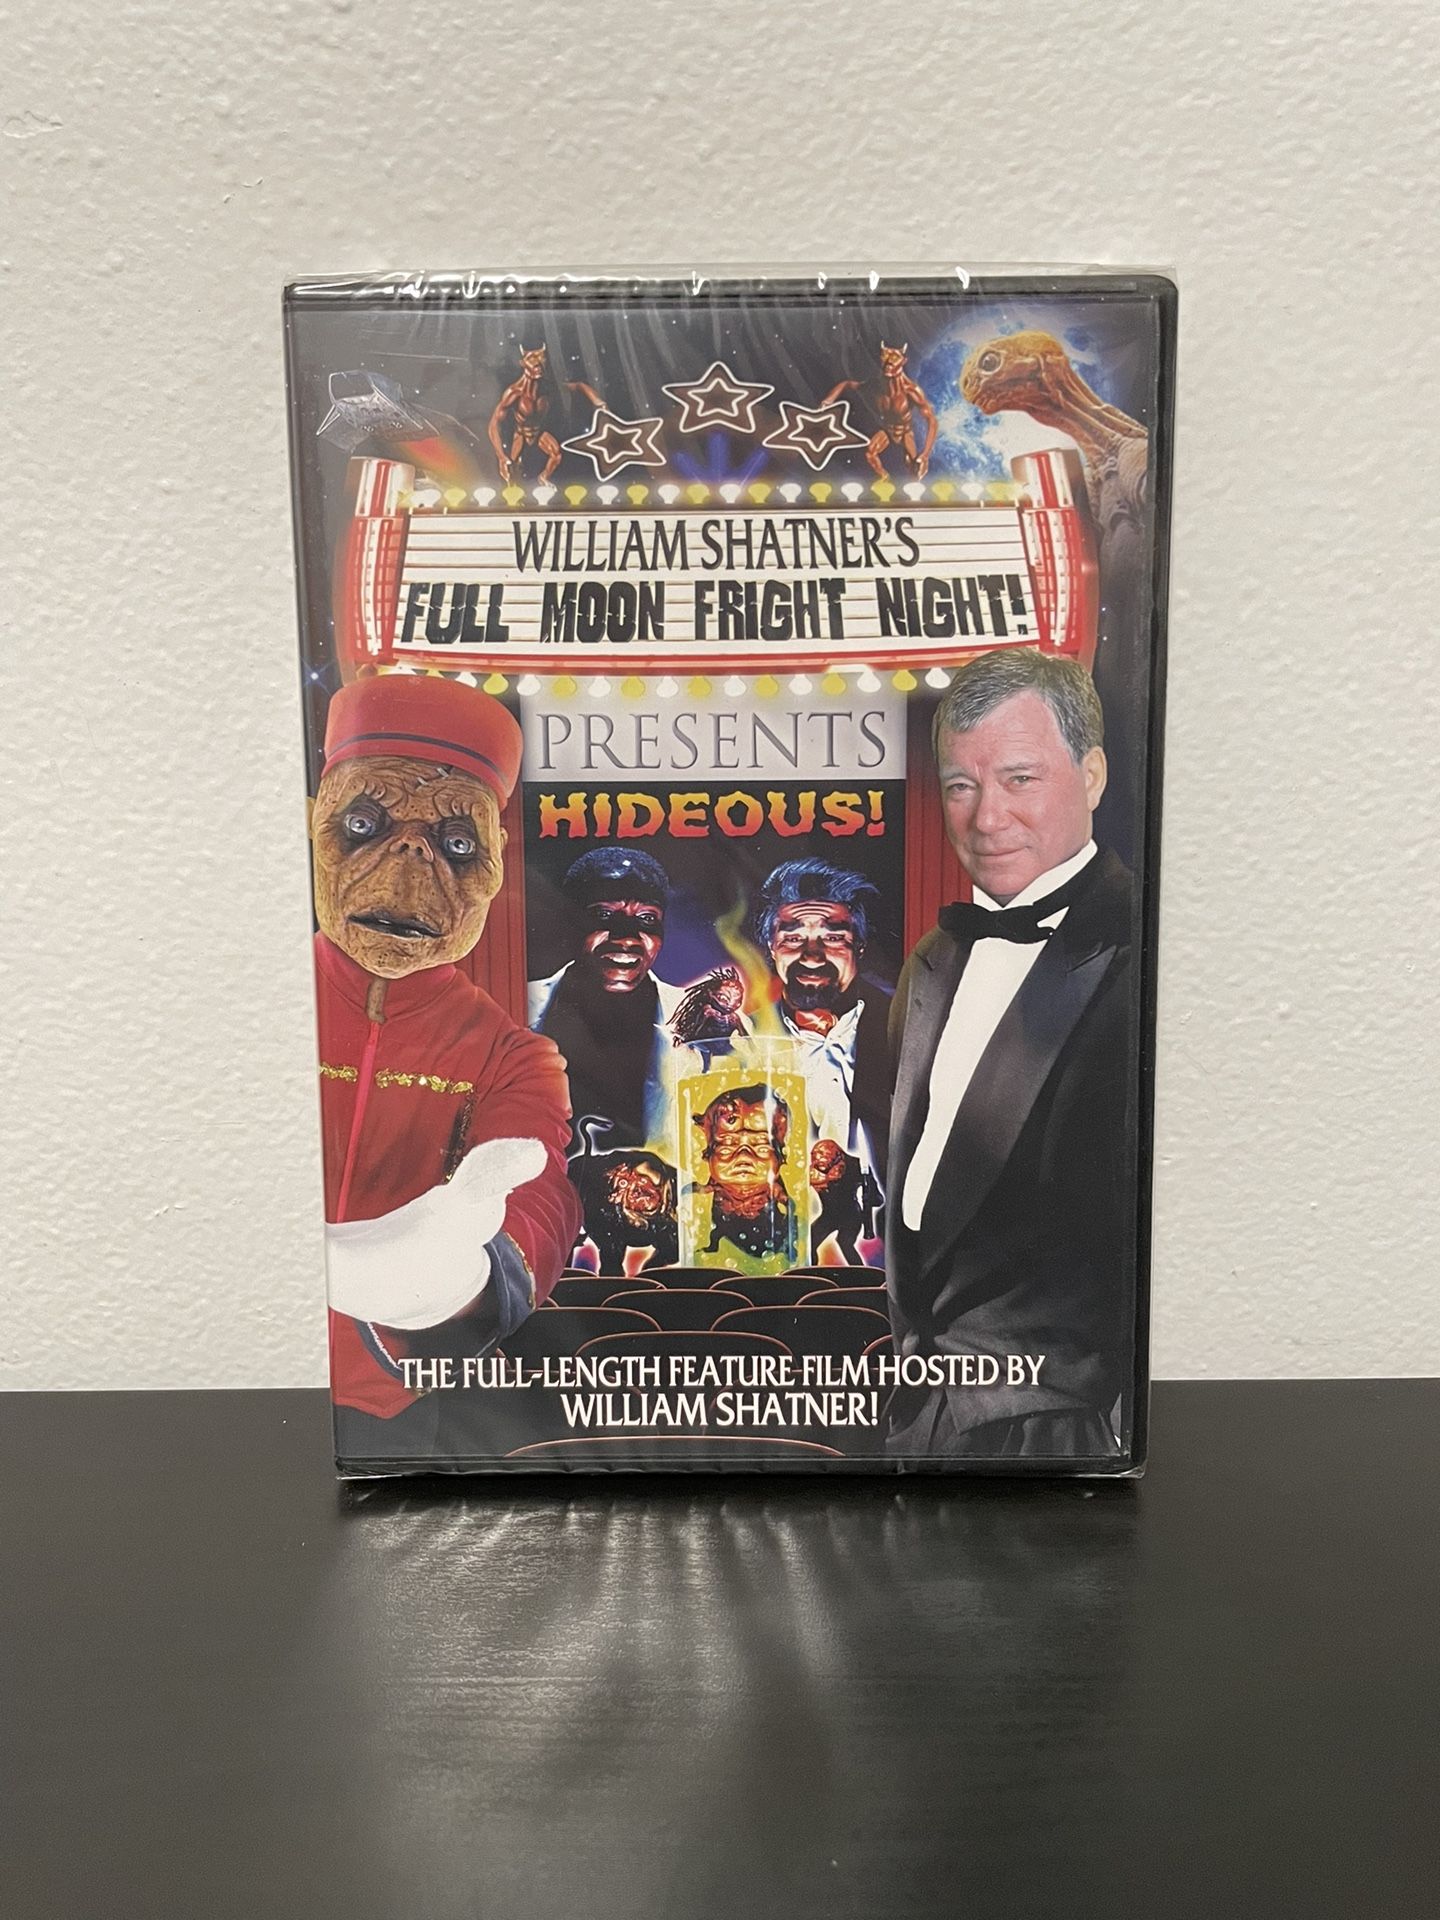 WILLIAM SHATNER'S
FULL MOON FRIGHT NIGHT!
PRESENTS
HIDEOUS!
THE FULL-LENGTH FEATURE FILM HOSTED BY
WILLIAM SHATNER!